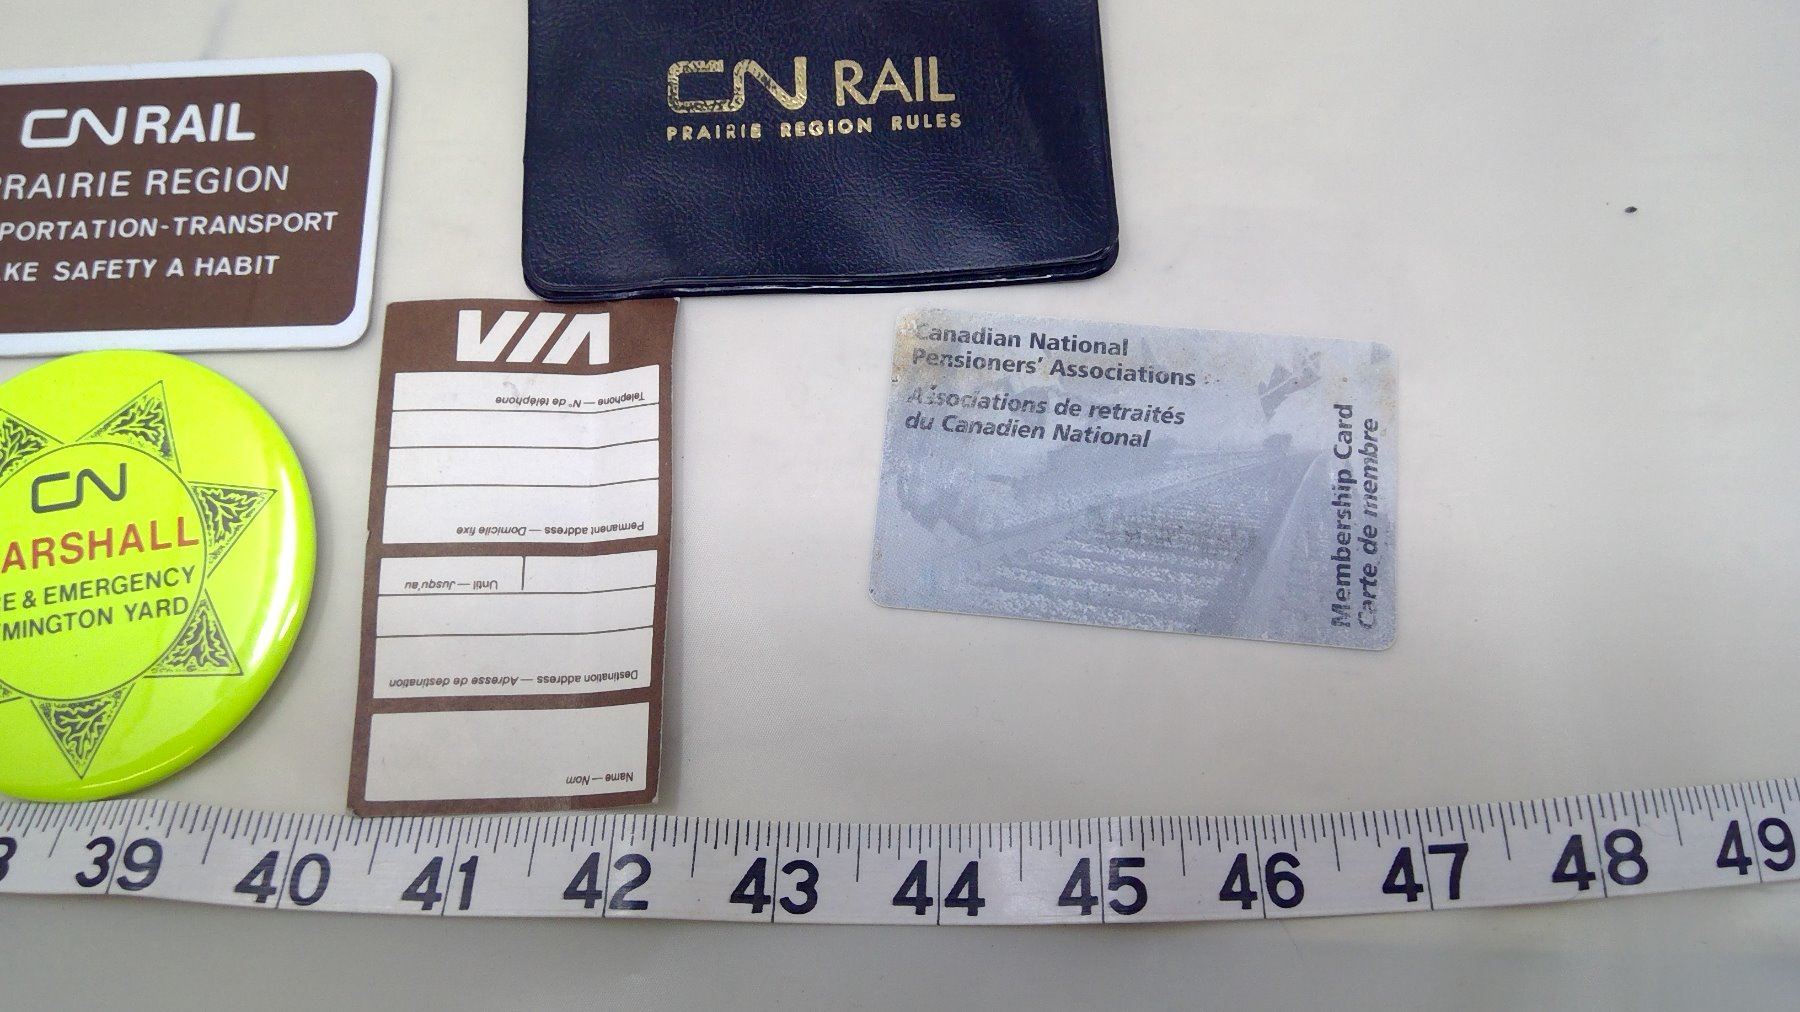 CN RAIL
PRAIRIE REGION RULES
CN RAIL
PRAIRIE REGION
PORTATION-TRANSPORT
KE SAFETY A HABIT
CN
ARSHALL
E & EMERGENCY
MINGTON YARD
VIA
Telephone — N° de téléphone
Permanent address — Domicile fixe
Until — Jusqu'au
Destination address — Adresse de destination
Name — Nom
Canadian National
Pensioners' Associations
Associations de retraités
du Canadien National
Membership Card
Carte de membre
39 40 41 42 43 44 45 46 47 48 49